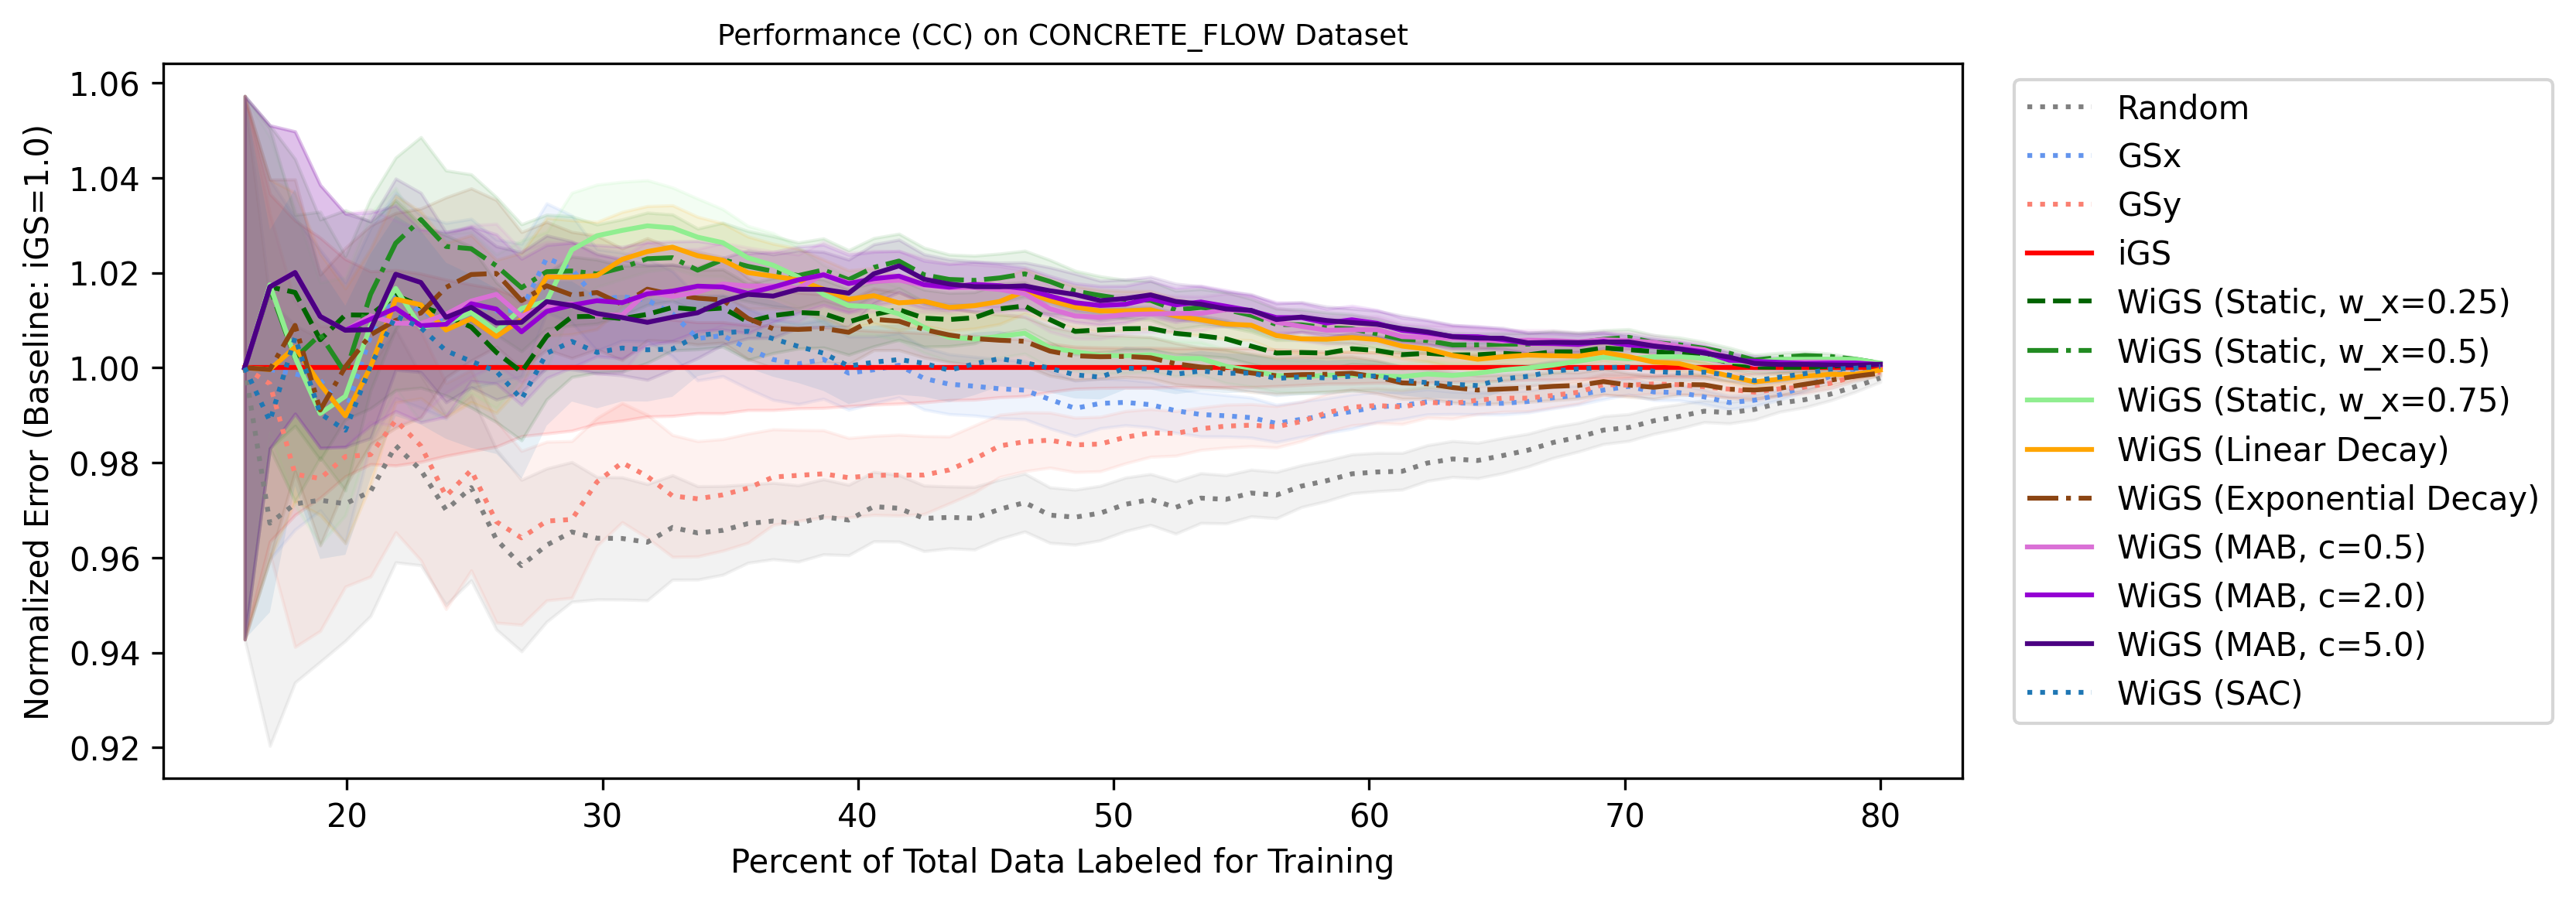 Performance (CC) on CONCRETE_FLOW Dataset
Normalized Error (Baseline: iGS=1.0)
1.06
1.04
1.02
1.00
0.98
0.96
0.94
0.92
20
30
40
50
60
70
80
Percent of Total Data Labeled for Training
Random
GSx
GSy
iGS
WiGS (Static, w_x=0.25)
WiGS (Static, w_x=0.5)
WiGS (Static, w_x=0.75)
WiGS (Linear Decay)
WiGS (Exponential Decay)
WiGS (MAB, c=0.5)
WiGS (MAB, c=2.0)
WiGS (MAB, c=5.0)
WiGS (SAC)